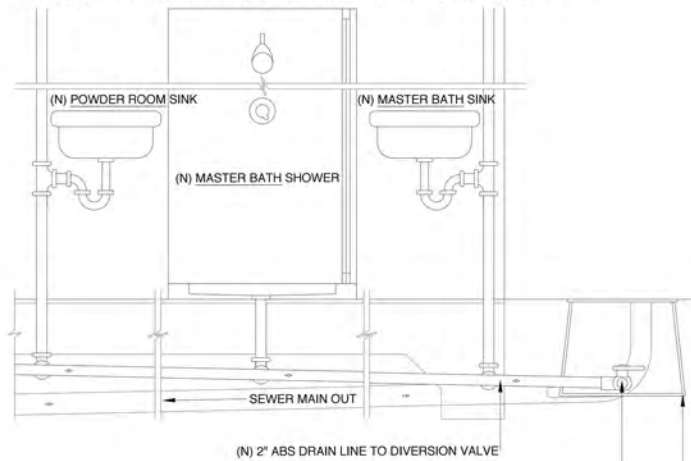 (N) POWDER ROOM SINK
(N) MASTER BATH SINK
(N) MASTER BATH SHOWER
SEWER MAIN OUT
(N) 2" ABS DRAIN LINE TO DIVERSION VALVE